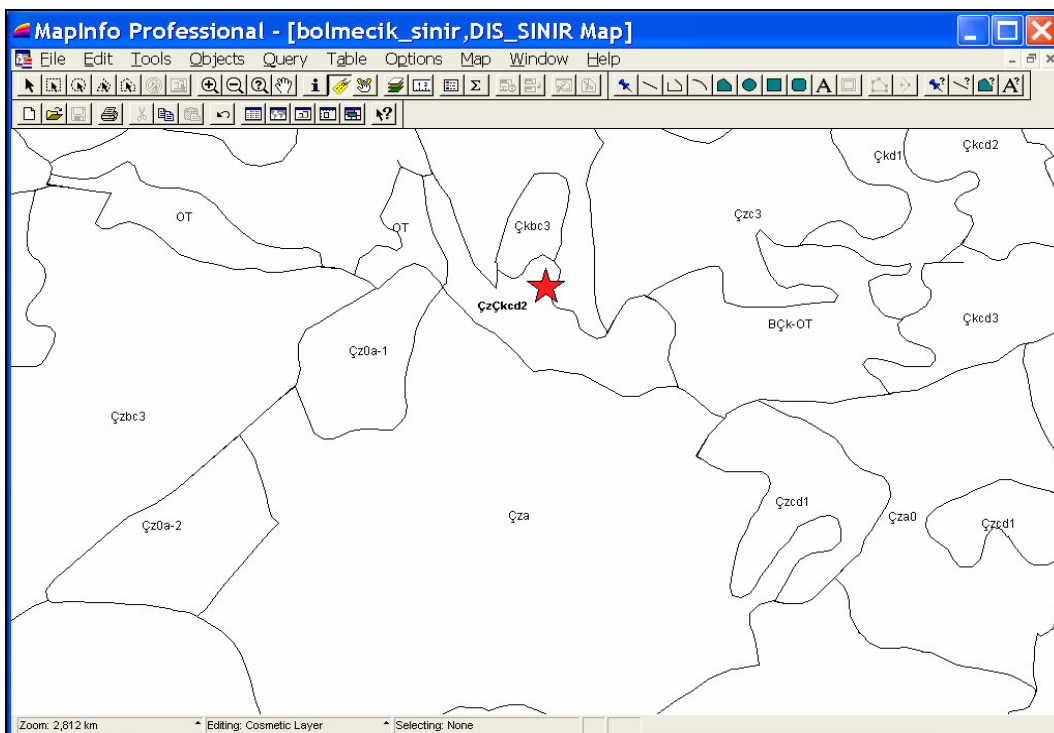 MapInfo Professional - [bolmecik_sinir,DIS_SINIR Map]
File Edit Tools Objects Query Table Options Map Window Help
Çkd1
Çkcd2
OT
OT
Çkbc3
Çzc3
ÇzÇkcd2
BÇk-OT
Çkcd3
Çz0a-1
Çzbc3
Çz0a-2
Çza
Çzcd1
Çza0
Çzcd1
Zoom: 2,812 km
Editing: Cosmetic Layer
Selecting: None